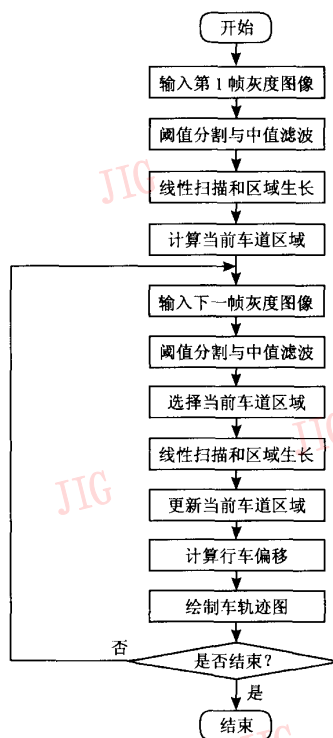 开始
输入第1帧灰度图像
阈值分割与中值滤波
JIG
线性扫描和区域生长
计算当前车道区域
输入下一帧灰度图像
阈值分割与中值滤波
选择当前车道区域
JIG
线性扫描和区域生长
JIG
更新当前车道区域
计算行车偏移
绘制车轨迹图
否
是否结束?
是
结束
JIG